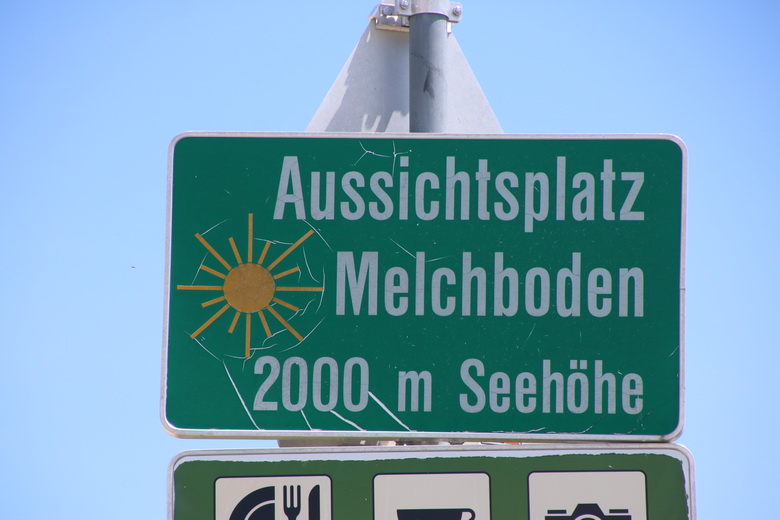 Aussichtsplatz
Melchboden
2000 m Seehöhe